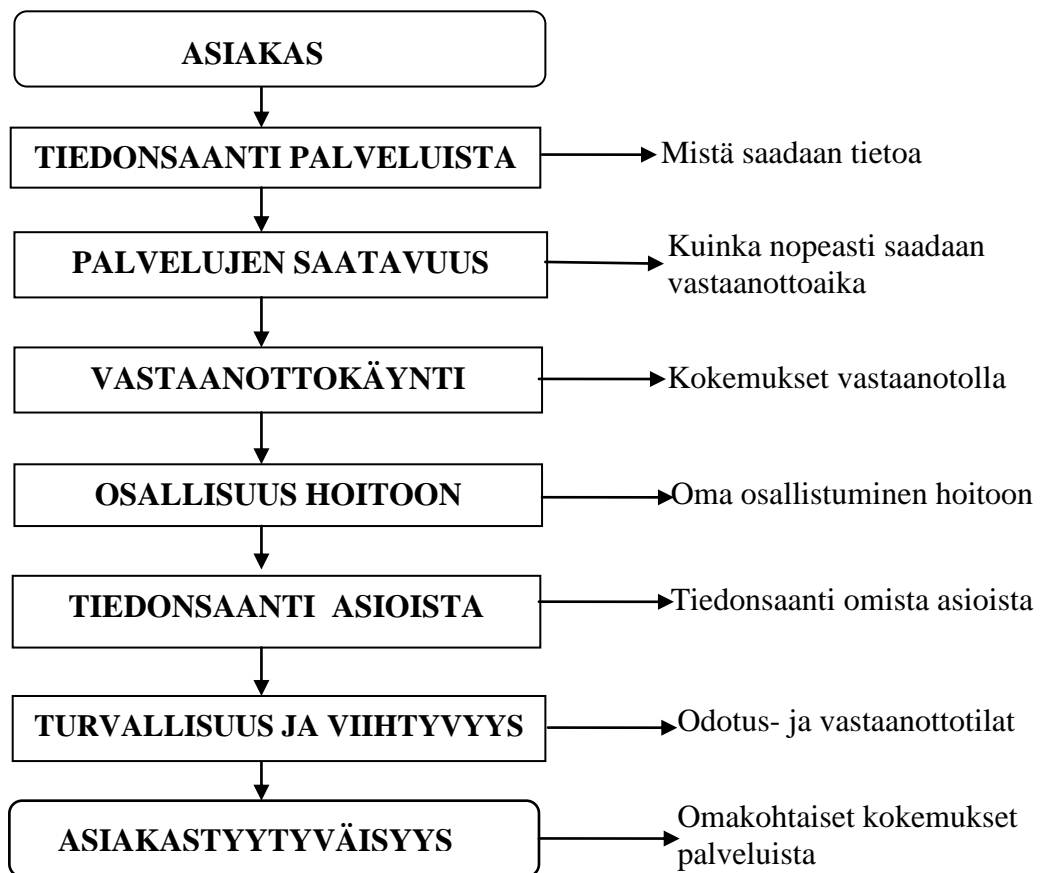 ASIAKAS
TIEDONSAANTI PALVELUISTA
Mistä saadaan tietoa
PALVELUJEN SAATAVUUS
Kuinka nopeasti saadaan
vastaanottoaika
VASTAANOTTOKÄYNTI
Kokemukset vastaanotolla
OSALLISUUS HOITOON
Oma osallistuminen hoitoon
TIEDONSAANTI ASIOISTA
Tiedonsaanti omista asioista
TURVALLISUUS JA VIIHTYVYYS
Odotus- ja vastaanottotilat
ASIAKASTYYTYVÄISYYS
Omakohtaiset kokemukset
palveluista